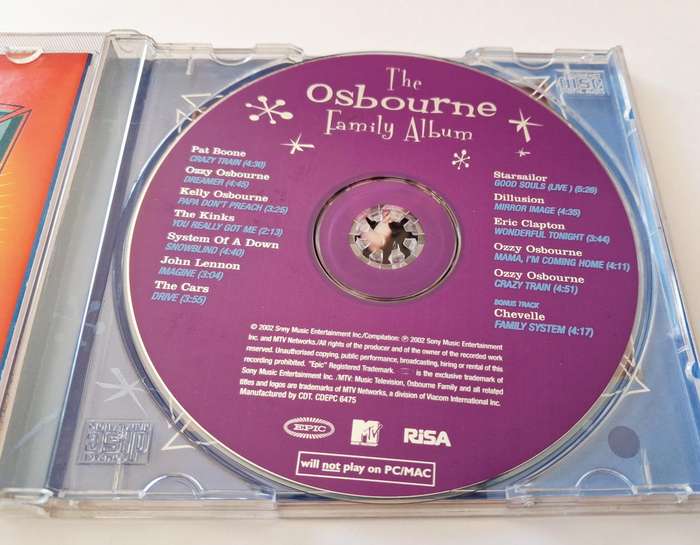 The
Osbourne
Family Album
Pat Boone
CRAZY TRAIN (4:30)
Ozzy Osbourne
DREAMER (4:45)
Kelly Osbourne
PAPA DON'T PREACH (3:25)
The Kinks
YOU REALLY GOT ME (2:13)
System Of A Down
SNOWBLIND (4:40)
John Lennon
IMAGINE (3:04)
The Cars
DRIVE (3:55)
Starsailor
GOOD SOULS (LIVE ) (5:29)
Dillusion
MIRROR IMAGE (4:35)
Eric Clapton
WONDERFUL TONIGHT (3:44)
Ozzy Osbourne
MAMA, I'M COMING HOME (4:11)
Ozzy Osbourne
CRAZY TRAIN (4:51)
BONUS TRACK
Chevelle
FAMILY SYSTEM (4:17)
© 2002 Sony Music Entertainment Inc./Compilation: ℗ 2002 Sony Music Entertainment
Inc. and MTV Networks./All rights of the producer and of the owner of the recorded work
reserved. Unauthorised copying, public performance, broadcasting, hiring or rental of this
recording prohibited. "Epic" Registered Trademark. is the exclusive trademark of
Sony Music Entertainment Inc. /MTV: Music Television, Osbourne Family and all related
titles and logos are trademarks of MTV Networks, a division of Viacom International Inc.
Manufactured by CDT. CDEPC 6475
EPIC
MTV
RiSA
will not play on PC/MAC
disc